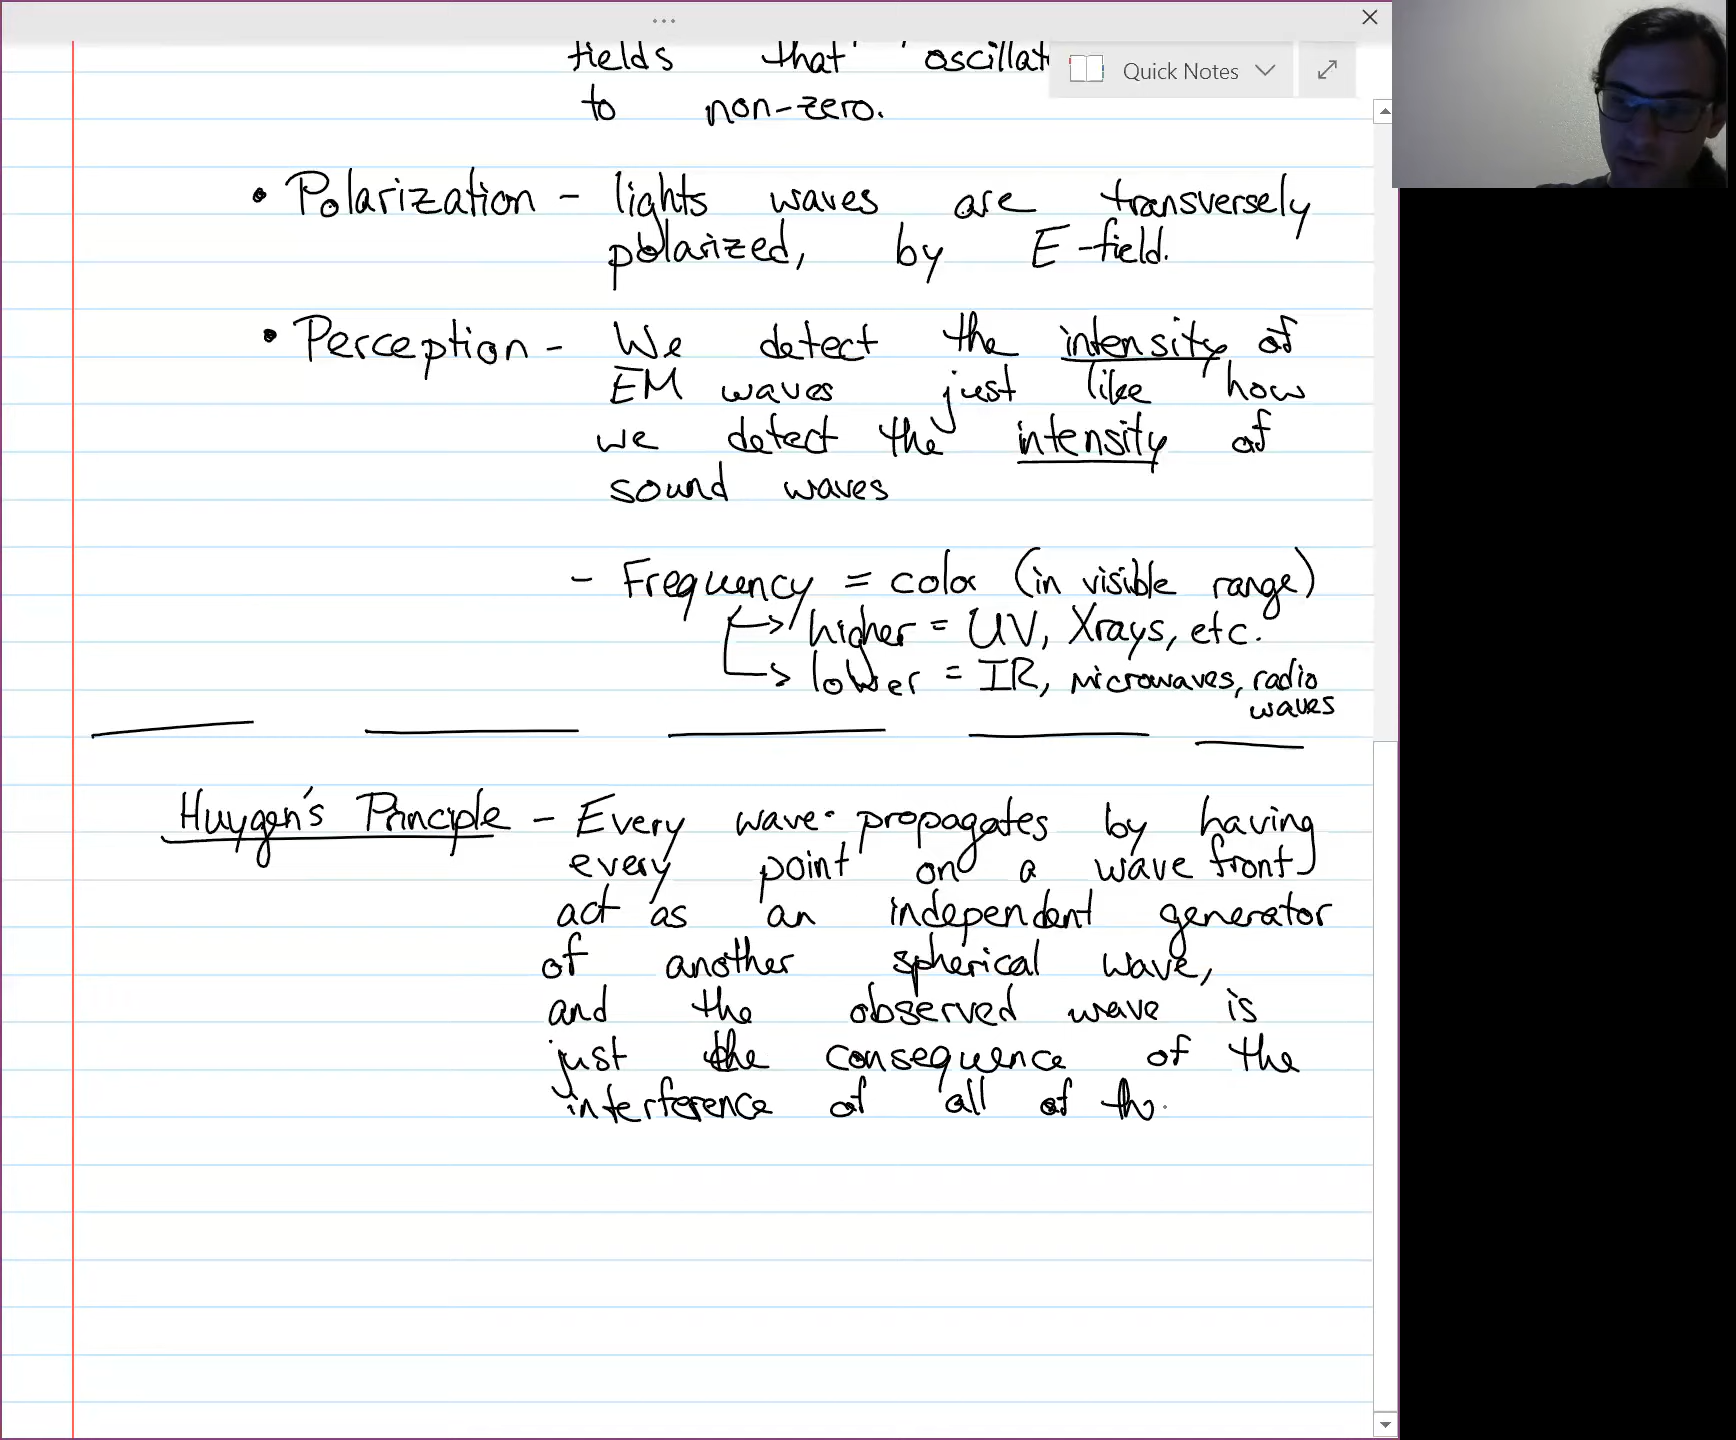 fields that oscillat
Quick Notes
to non-zero.
• Polarization - lights waves are transversely
polarized, by E-field.
• Perception - We detect the intensity of
EM waves just like how
we detect the intensity of
sound waves
- Frequency = color (in visible range)
higher = UV, Xrays, etc.
lower = IR, microwaves, radio
waves
Huygen's Principle - Every wave propagates by having
every point on a wave front
act as an independent generator
of another spherical wave,
and the observed wave is
just the consequence of the
interference of all of the